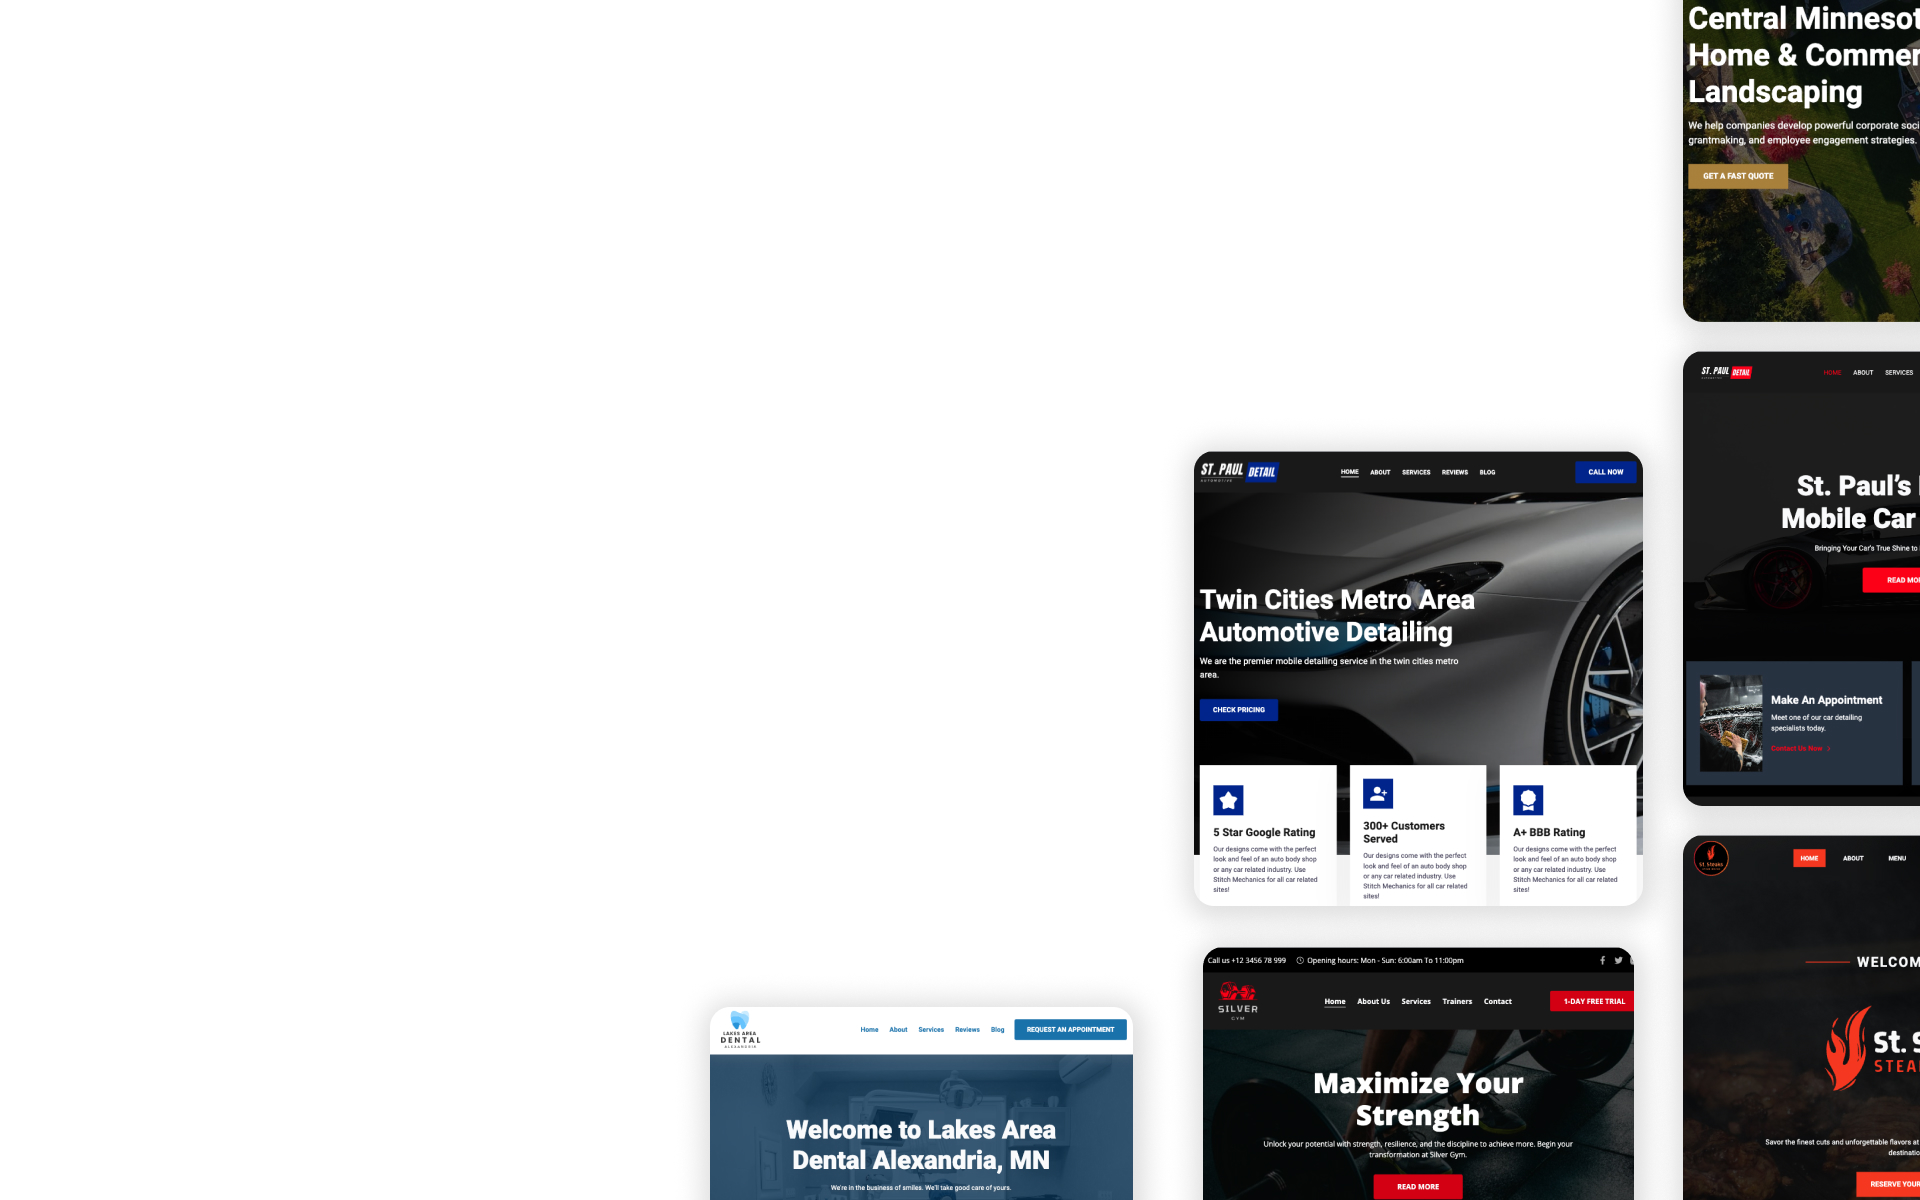 Central Minnesot
Home & Commer
Landscaping
We help companies develop powerful corporate soci
grantmaking, and employee engagement strategies.
GET A FAST QUOTE
ST. PAUL DETAIL
HOME ABOUT SERVICES
St. Paul's
Mobile Car
Bringing Your Car's True Shine to
READ MO
Make An Appointment
Meet one of our car detailing
specialists today.
Contact Us Now
ST. PAUL DETAIL
AUTOMOTIVE
HOME ABOUT SERVICES REVIEWS BLOG
CALL NOW
Twin Cities Metro Area
Automotive Detailing
We are the premier mobile detailing service in the twin cities metro
area.
CHECK PRICING
5 Star Google Rating
Our designs come with the perfect
look and feel of an auto body shop
or any car related industry. Use
Stitch Mechanics for all car related
sites!
300+ Customers
Served
Our designs come with the perfect
look and feel of an auto body shop
or any car related industry. Use
Stitch Mechanics for all car related
sites!
A+ BBB Rating
Our designs come with the perfect
look and feel of an auto body shop
or any car related industry. Use
Stitch Mechanics for all car related
sites!
HOME ABOUT MENU
WELCOM
St. S
STEA
Savor the finest cuts and unforgettable flavors at
destinatio
RESERVE YOUR
Call us +12 3456 78 999 Opening hours: Mon - Sun: 6:00am To 11:00pm
SILVER
GYM
Home About Us Services Trainers Contact
1-DAY FREE TRIAL
Maximize Your
Strength
Unlock your potential with strength, resilience, and the discipline to achieve more. Begin your
transformation at Silver Gym.
READ MORE
LAKES AREA
DENTAL
ALEXANDRIA
Home About Services Reviews Blog
REQUEST AN APPOINTMENT
Welcome to Lakes Area
Dental Alexandria, MN
We're in the business of smiles. We'll take good care of yours.